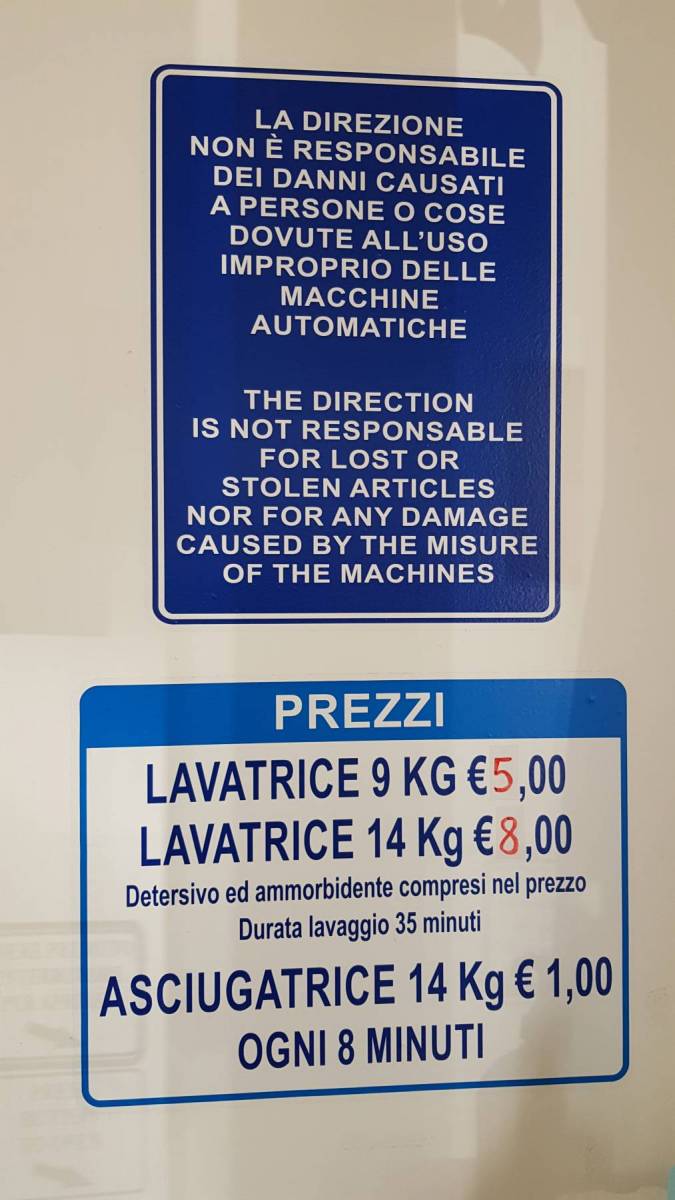 LA DIREZIONE
NON È RESPONSABILE
DEI DANNI CAUSATI
A PERSONE O COSE
DOVUTE ALL'USO
IMPROPRIO DELLE
MACCHINE
AUTOMATICHE
THE DIRECTION
IS NOT RESPONSABLE
FOR LOST OR
STOLEN ARTICLES
NOR FOR ANY DAMAGE
CAUSED BY THE MISURE
OF THE MACHINES
PREZZI
LAVATRICE 9 KG €5,00
LAVATRICE 14 Kg €8,00
Detersivo ed ammorbidente compresi nel prezzo
Durata lavaggio 35 minuti
ASCIUGATRICE 14 Kg € 1,00
OGNI 8 MINUTI